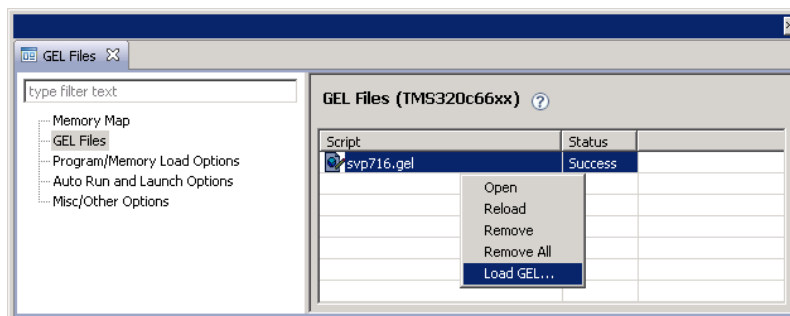 GEL Files
type filter text
Memory Map
GEL Files
Program/Memory Load Options
Auto Run and Launch Options
Misc/Other Options
GEL Files (TMS320c66xx)
Script Status
svp716.gel Success
Open
Reload
Remove
Remove All
Load GEL...